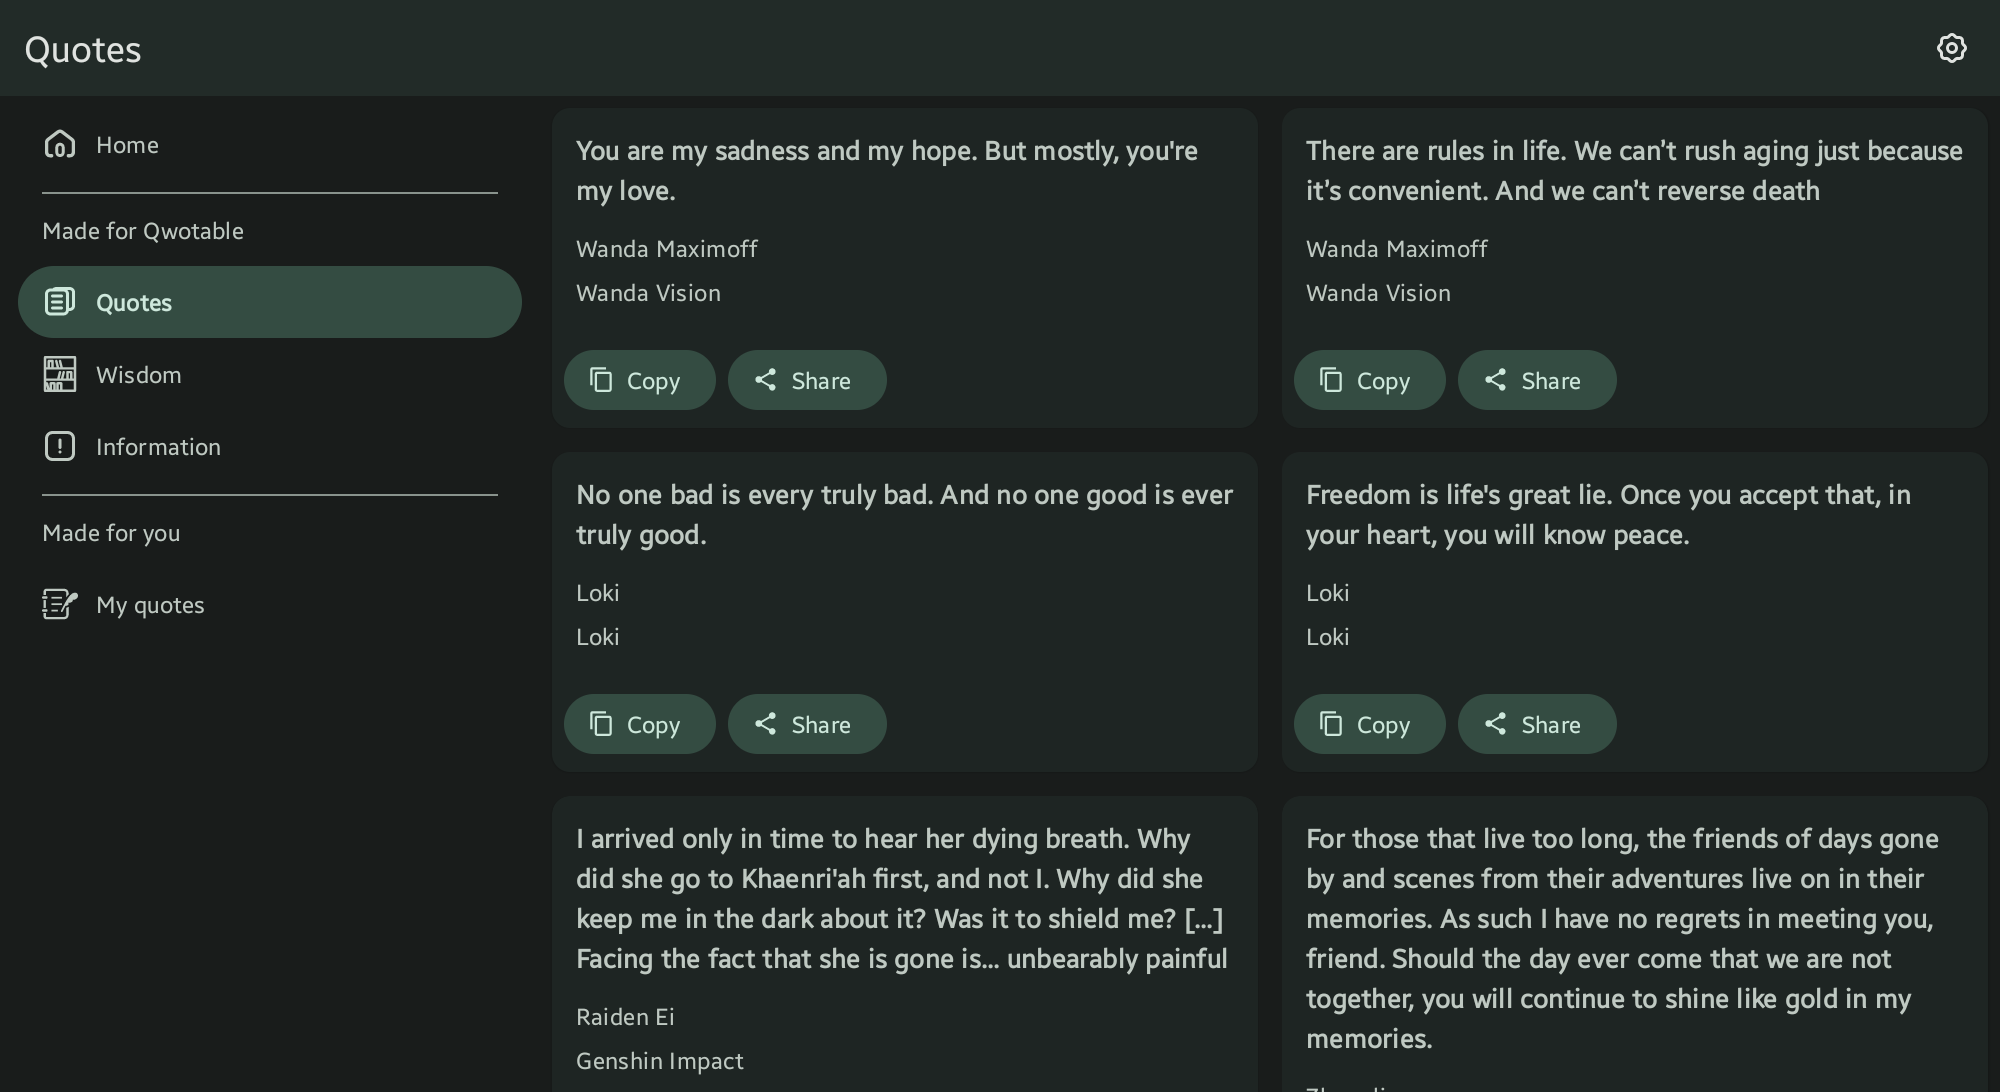 Quotes
Home
Made for Qwotable
Quotes
Wisdom
Information
Made for you
My quotes
You are my sadness and my hope. But mostly, you're
my love.
Wanda Maximoff
Wanda Vision
Copy
Share
There are rules in life. We can’t rush aging just because
it’s convenient. And we can’t reverse death
Wanda Maximoff
Wanda Vision
Copy
Share
No one bad is every truly bad. And no one good is ever
truly good.
Loki
Loki
Copy
Share
Freedom is life's great lie. Once you accept that, in
your heart, you will know peace.
Loki
Loki
Copy
Share
I arrived only in time to hear her dying breath. Why
did she go to Khaenri'ah first, and not I. Why did she
keep me in the dark about it? Was it to shield me? [...]
Facing the fact that she is gone is... unbearably painful
Raiden Ei
Genshin Impact
For those that live too long, the friends of days gone
by and scenes from their adventures live on in their
memories. As such I have no regrets in meeting you,
friend. Should the day ever come that we are not
together, you will continue to shine like gold in my
memories.